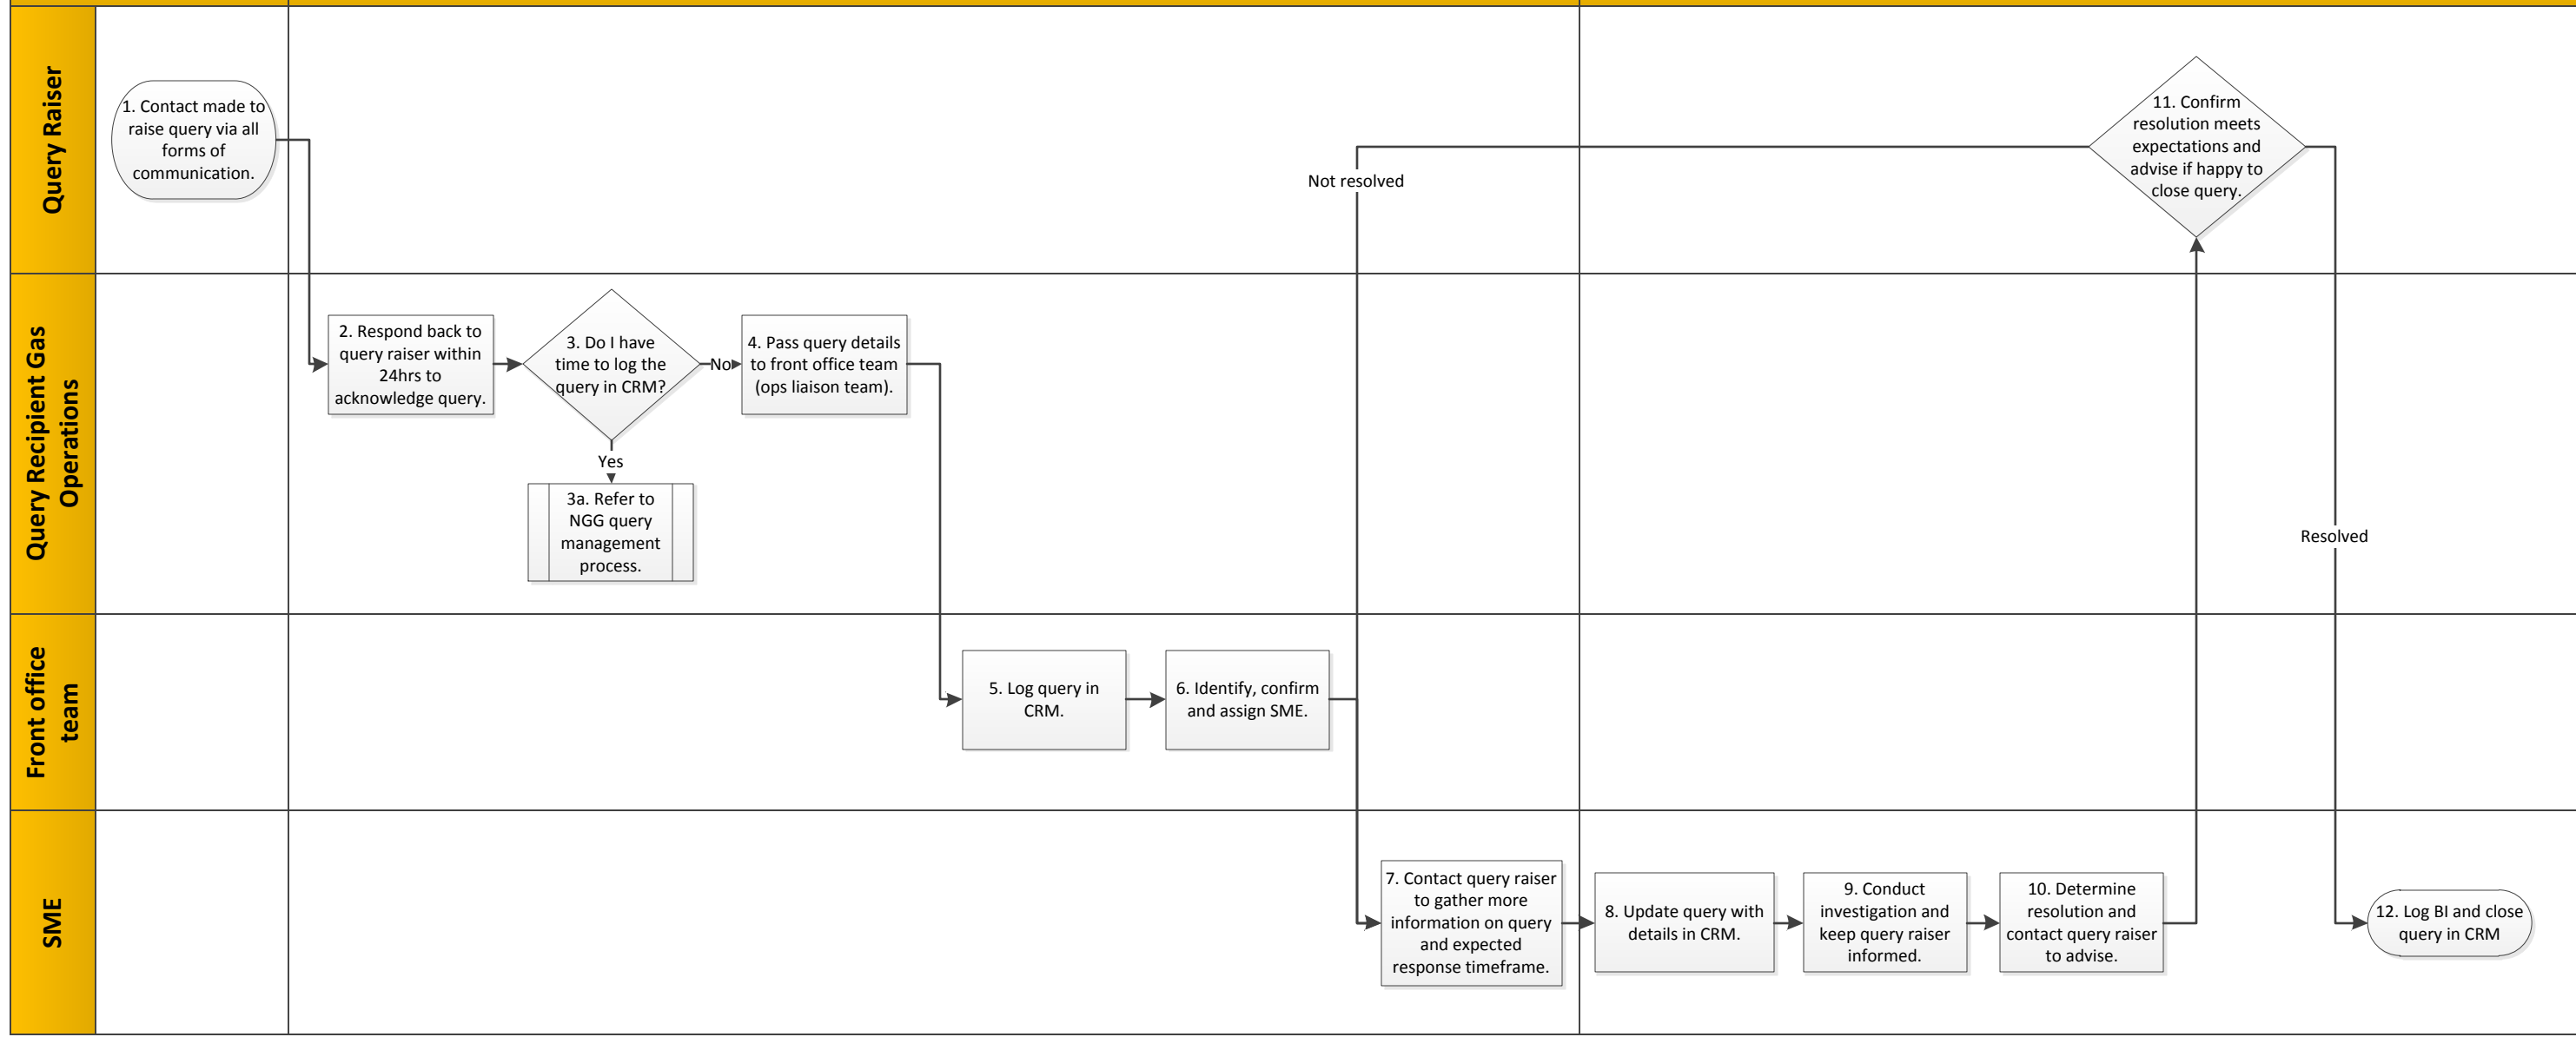 Query Raiser
1. Contact made to
raise query via all
forms of
communication.
11. Confirm
resolution meets
expectations and
advise if happy to
close query.
Not resolved
Query Recipient Gas
Operations
2. Respond back to
query raiser within
24hrs to
acknowledge query.
3. Do I have
time to log the
query in CRM?
No
4. Pass query details
to front office team
(ops liaison team).
Yes
3a. Refer to
NGG query
management
process.
Resolved
Front office
team
5. Log query in
CRM.
6. Identify, confirm
and assign SME.
SME
7. Contact query raiser
to gather more
information on query
and expected
response timeframe.
8. Update query with
details in CRM.
9. Conduct
investigation and
keep query raiser
informed.
10. Determine
resolution and
contact query raiser
to advise.
12. Log BI and close
query in CRM